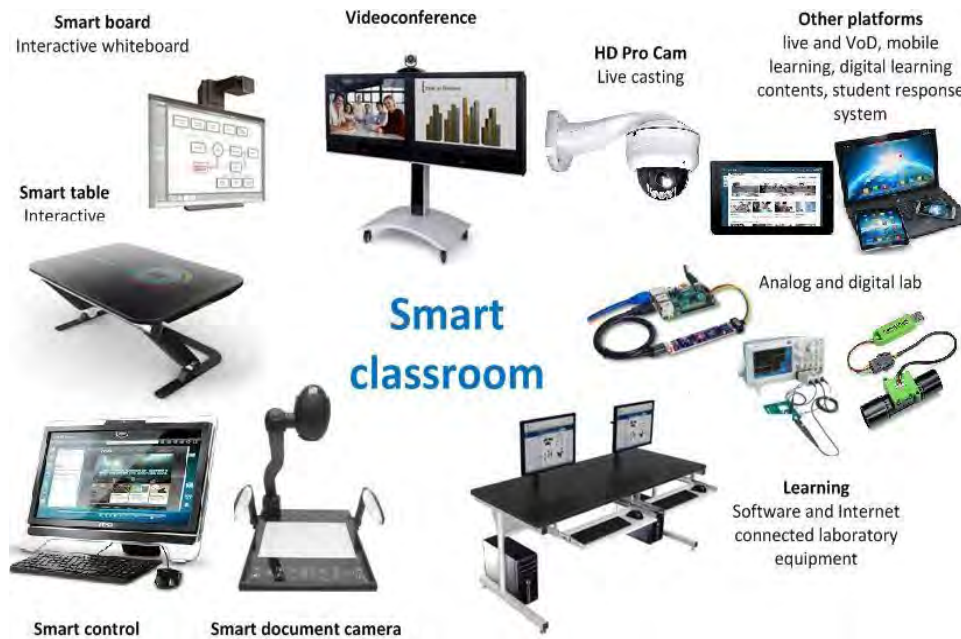 Smart board
Interactive whiteboard
Videoconference
HD Pro Cam
Live casting
Other platforms
live and VoD, mobile
learning, digital learning
contents, student response
system
Smart table
Interactive
Analog and digital lab
Smart
classroom
Learning
Software and Internet
connected laboratory
equipment
Smart control
Smart document camera